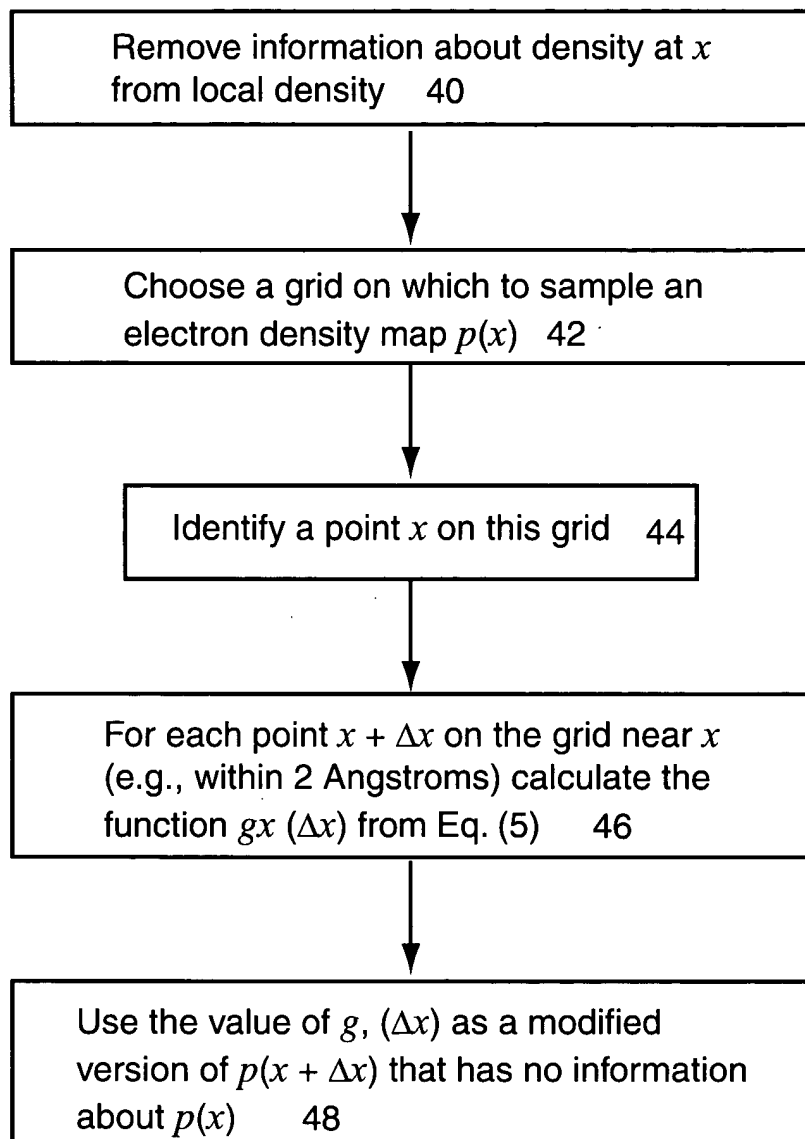 Remove information about density at x
from local density 40
Choose a grid on which to sample an
electron density map p(x) 42
Identify a point x on this grid 44
For each point x + Δx on the grid near x
(e.g., within 2 Angstroms) calculate the
function gx (Δx) from Eq. (5) 46
Use the value of g, (Δx) as a modified
version of p(x + Δx) that has no information
about p(x) 48